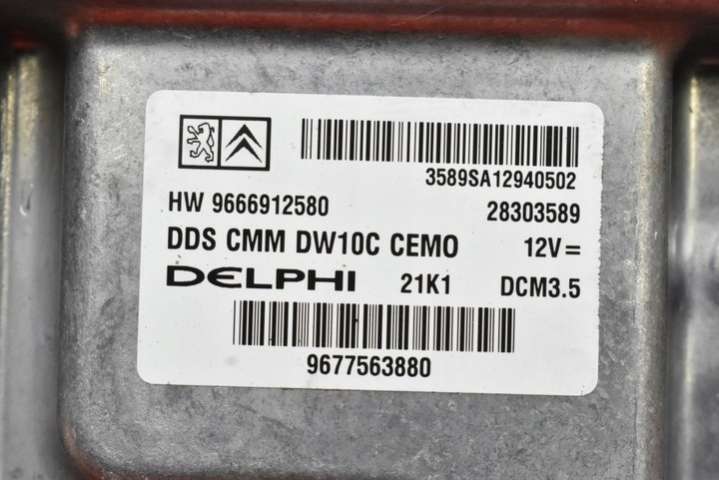 3589SA12940502
HW 9666912580 28303589
DDS CMM DW10C CEMO 12V=
DELPHI 21K1 DCM3.5
9677563880